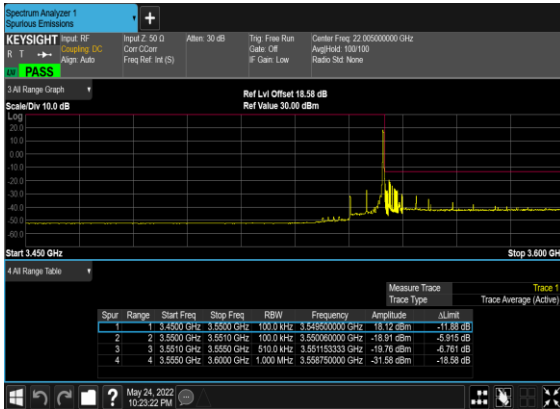 Spectrum Analyzer 1
Spurious Emissions
KEYSIGHT
R T
LXI PASS
Input: RF
Coupling: DC
Align: Auto
Input Z: 50 Ω
Corr CCorr
Freq Ref: Int (S)
Atten: 30 dB
Trig: Free Run
Gate: Off
IF Gain: Low
Center Freq: 22.005000000 GHz
Avg|Hold: 100/100
Radio Std: None
3 All Range Graph
Scale/Div 10.0 dB
Ref Lvl Offset 18.58 dB
Ref Value 30.00 dBm
Log
20.0
10.0
0.00
-10.0
-20.0
-30.0
-40.0
-50.0
-60.0
Start 3.450 GHz
Stop 3.600 GH
4 All Range Table
Measure Trace Trace 1
Trace Type Trace Average (Active)
Spur Range Start Freq Stop Freq RBW Frequency Amplitude ΔLimit
1 1 3.4500 GHz 3.5500 GHz 100.0 kHz 3.549500000 GHz 18.12 dBm -11.88 dB
2 2 3.5500 GHz 3.5510 GHz 100.0 kHz 3.550060000 GHz -18.91 dBm -5.915 dB
3 3 3.5510 GHz 3.5550 GHz 510.0 kHz 3.551153333 GHz -19.76 dBm -6.761 dB
4 4 3.5550 GHz 3.6000 GHz 1.000 MHz 3.558750000 GHz -31.58 dBm -18.58 dB
?
May 24, 2022
10:23:22 PM